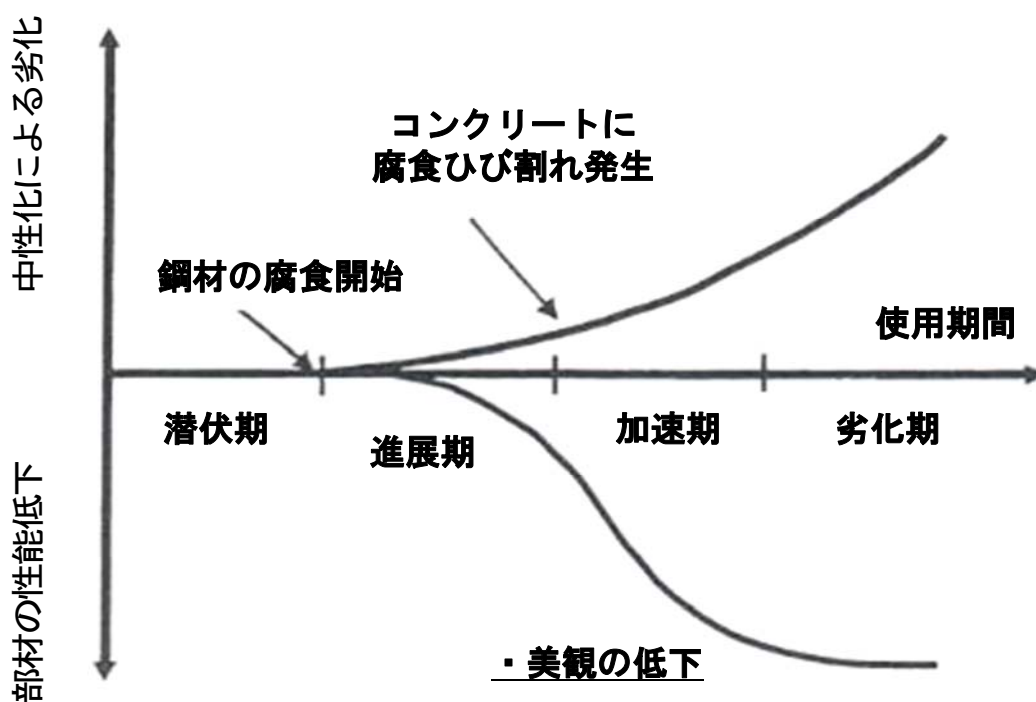 中性化による劣化
コンクリートに
腐食ひび割れ発生
鋼材の腐食開始
使用期間
潜伏期
進展期
加速期
劣化期
部材の性能低下
・美観の低下